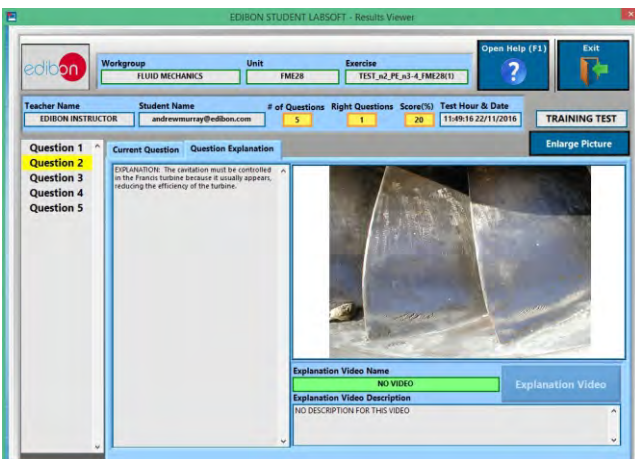 EDIBON STUDENT LABSOFT - Results Viewer
edibon
Workgroup
FLUID MECHANICS
Unit
FME28
Exercise
TEST_n2_PE_n3-4_FME28(1)
Open Help (F1)
?
Exit
Teacher Name
EDIBON INSTRUCTOR
Student Name
andrewmurray@edibon.com
# of Questions
5
Right Questions
1
Score(%)
20
Test Hour & Date
11:49:16 22/11/2016
TRAINING TEST
Enlarge Picture
Question 1
Question 2
Question 3
Question 4
Question 5
Current Question
Question Explanation
EXPLANATION: The cavitation must be controlled
in the Francis turbine because it usually appears,
reducing the efficiency of the turbine.
Explanation Video Name
NO VIDEO
Explanation Video
Explanation Video Description
NO DESCRIPTION FOR THIS VIDEO